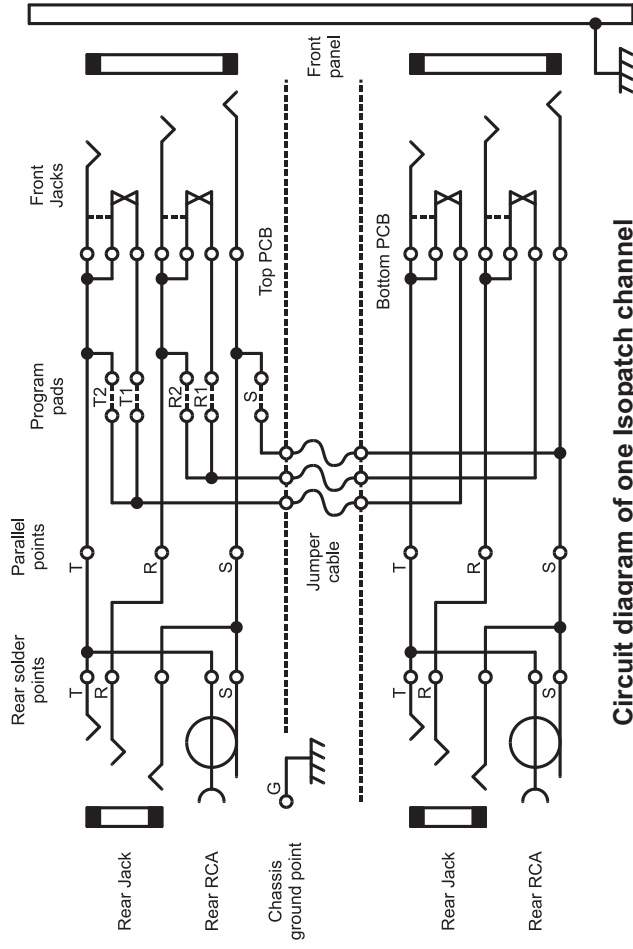 Rear solder
points
Parallel
points
Program
pads
Front
Jacks
T
R
S
T
R
S
T2
T1
R2
R1
S
Top PCB
Rear Jack
Rear RCA
Chassis
ground point
G
Jumper
cable
Front
panel
Bottom PCB
T
R
S
T
R
S
Rear Jack
Rear RCA
Circuit diagram of one Isopatch channel